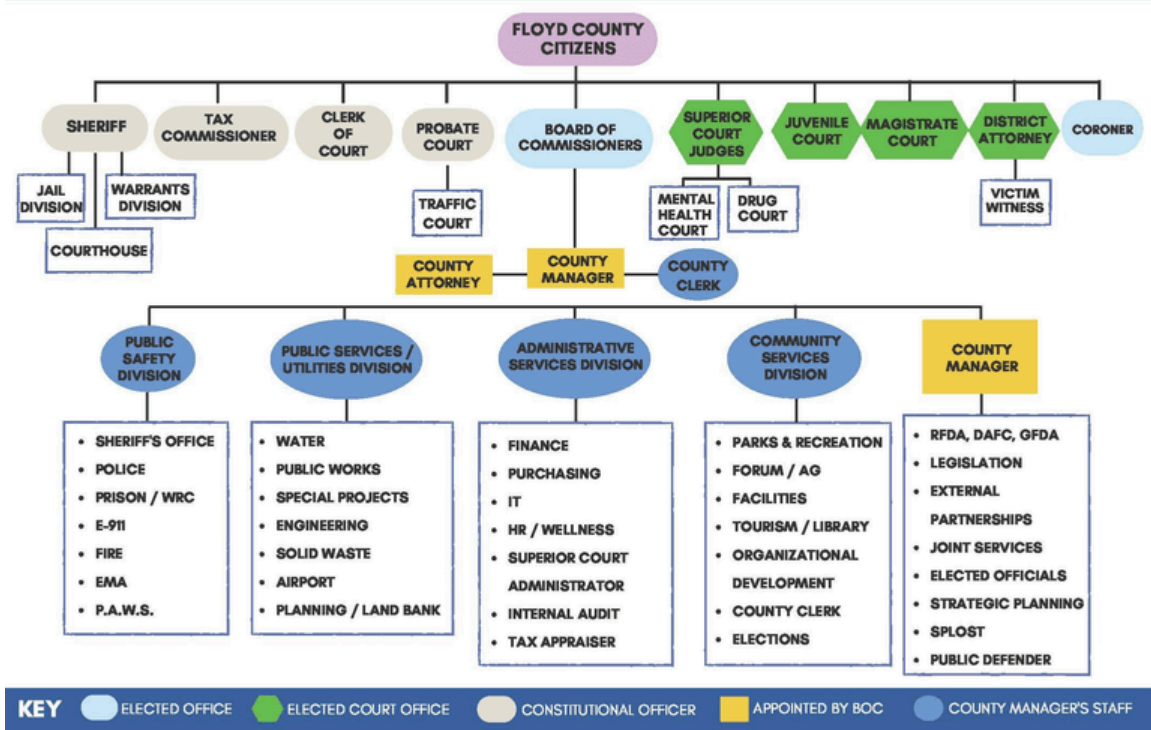 FLOYD COUNTY
CITIZENS
SHERIFF
TAX
COMMISSIONER
CLERK
OF
COURT
PROBATE
COURT
BOARD OF
COMMISSIONERS
SUPERIOR
COURT
JUDGES
JUVENILE
COURT
MAGISTRATE
COURT
DISTRICT
ATTORNEY
CORONER
JAIL
DIVISION
WARRANTS
DIVISION
COURTHOUSE
TRAFFIC
COURT
MENTAL
HEALTH
COURT
DRUG
COURT
VICTIM
WITNESS
COUNTY
ATTORNEY
COUNTY
MANAGER
COUNTY
CLERK
PUBLIC
SAFETY
DIVISION
PUBLIC SERVICES /
UTILITIES DIVISION
ADMINISTRATIVE
SERVICES DIVISION
COMMUNITY
SERVICES
DIVISION
COUNTY
MANAGER
• SHERIFF'S OFFICE
• POLICE
• PRISON / WRC
• E-911
• FIRE
• EMA
• P.A.W.S.
• WATER
• PUBLIC WORKS
• SPECIAL PROJECTS
• ENGINEERING
• SOLID WASTE
• AIRPORT
• PLANNING / LAND BANK
• FINANCE
• PURCHASING
• IT
• HR / WELLNESS
• SUPERIOR COURT
ADMINISTRATOR
• INTERNAL AUDIT
• TAX APPRAISER
• PARKS & RECREATION
• FORUM / AG
• FACILITIES
• TOURISM / LIBRARY
• ORGANIZATIONAL
DEVELOPMENT
• COUNTY CLERK
• ELECTIONS
• RFDA, DAFC, GFDA
• LEGISLATION
• EXTERNAL
PARTNERSHIPS
• JOINT SERVICES
• ELECTED OFFICIALS
• STRATEGIC PLANNING
• SPLOST
• PUBLIC DEFENDER
KEY
ELECTED OFFICE
ELECTED COURT OFFICE
CONSTITUTIONAL OFFICER
APPOINTED BY BOC
COUNTY MANAGER'S STAFF